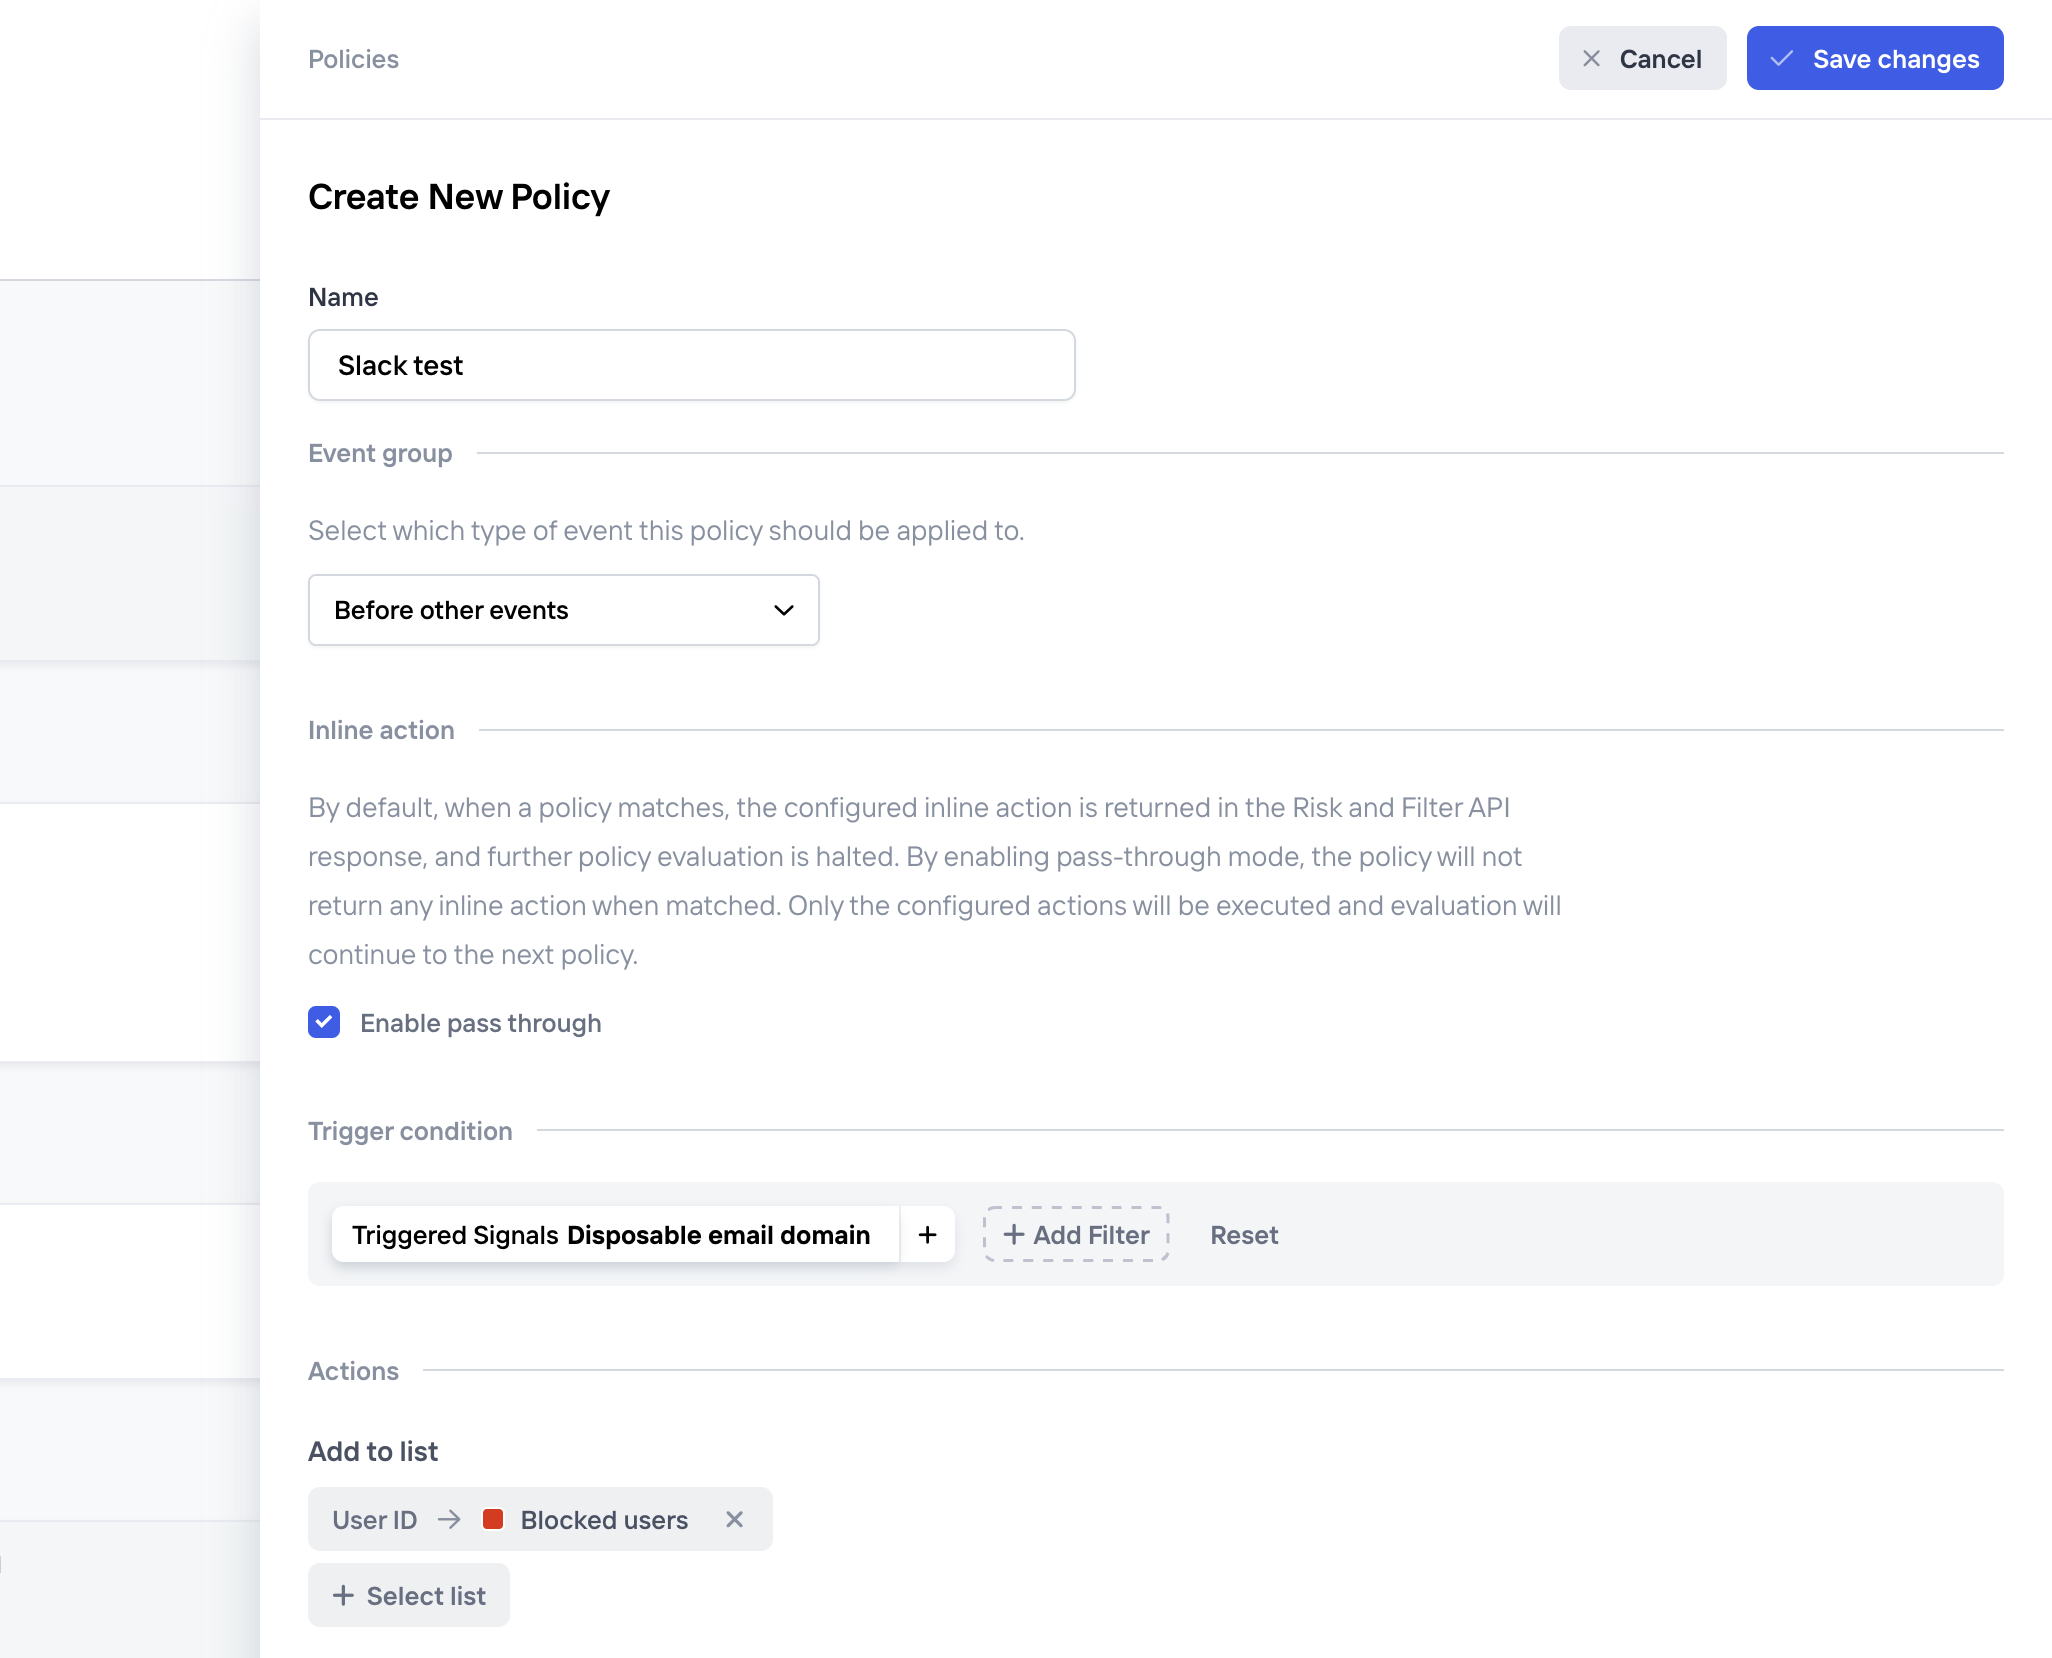 Policies
Cancel
Save changes
Create New Policy
Name
Slack test
Event group
Select which type of event this policy should be applied to.
Before other events
Inline action
By default, when a policy matches, the configured inline action is returned in the Risk and Filter API
response, and further policy evaluation is halted. By enabling pass-through mode, the policy will not
return any inline action when matched. Only the configured actions will be executed and evaluation will
continue to the next policy.
Enable pass through
Trigger condition
Triggered Signals Disposable email domain + + Add Filter Reset
Actions
Add to list
User ID → Blocked users
+ Select list